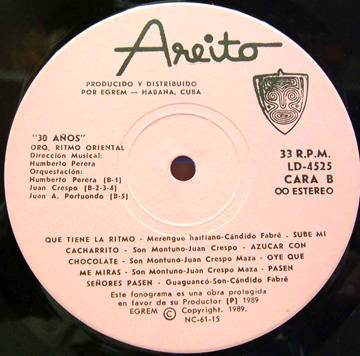 Areito
PRODUCIDO Y DISTRIBUIDO
POR EGREM — HABANA, CUBA
"30 AÑOS"
ORQ. RITMO ORIENTAL
Dirección Musical:
Humberto Perera
Orquestación:
Humberto Perera [B-1]
Juan Crespo [B-2-3-4]
Juan A. Portuondo [B-5]
33 R.P.M.
LD-4525
CARA B
OO ESTEREO
QUE TIENE LA RITMO - Merengue haitiano-Cándido Fabré - SUBE MI
CACHARRITO - Son Montuno-Juan Crespo - AZUCAR CON
CHOCOLATE - Son Montuno-Juan Crespo Maza - OYE QUE
ME MIRAS - Son Montuno-Juan Crespo Maza - PASEN
SEÑORES PASEN - Guaguancó-Son-Cándido Fabré
Este fonograma es una obra protegida
en favor de su Productor [P] 1989
EGREM © Copyright. 1989.
NC-61-15